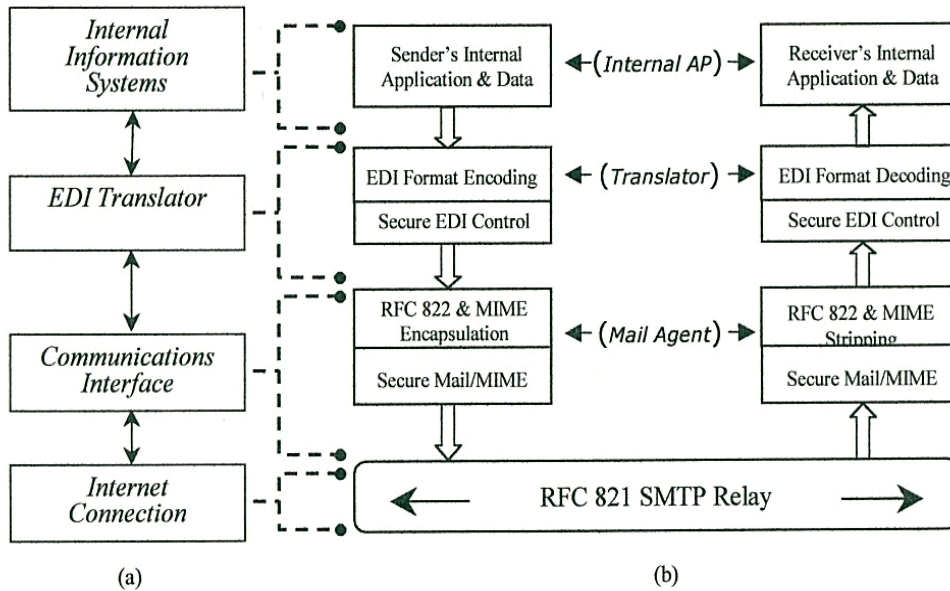 Internal
Information
Systems
EDI Translator
Communications
Interface
Internet
Connection
(a)
Sender's Internal
Application & Data
(Internal AP)
Receiver's Internal
Application & Data
EDI Format Encoding
(Translator)
EDI Format Decoding
Secure EDI Control
Secure EDI Control
RFC 822 & MIME
Encapsulation
(Mail Agent)
RFC 822 & MIME
Stripping
Secure Mail/MIME
Secure Mail/MIME
RFC 821 SMTP Relay
(b)